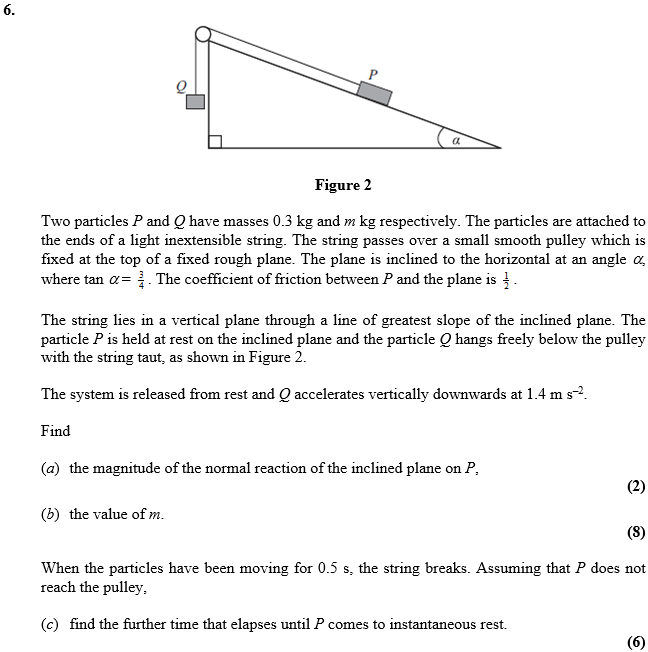 6.
Q
P
α
Figure 2
Two particles P and Q have masses 0.3 kg and m kg respectively. The particles are attached to
the ends of a light inextensible string. The string passes over a small smooth pulley which is
fixed at the top of a fixed rough plane. The plane is inclined to the horizontal at an angle α,
where tan α = 3/4. The coefficient of friction between P and the plane is 1/2.
The string lies in a vertical plane through a line of greatest slope of the inclined plane. The
particle P is held at rest on the inclined plane and the particle Q hangs freely below the pulley
with the string taut, as shown in Figure 2.
The system is released from rest and Q accelerates vertically downwards at 1.4 m s⁻².
Find
(a) the magnitude of the normal reaction of the inclined plane on P,
(2)
(b) the value of m.
(8)
When the particles have been moving for 0.5 s, the string breaks. Assuming that P does not
reach the pulley,
(c) find the further time that elapses until P comes to instantaneous rest.
(6)